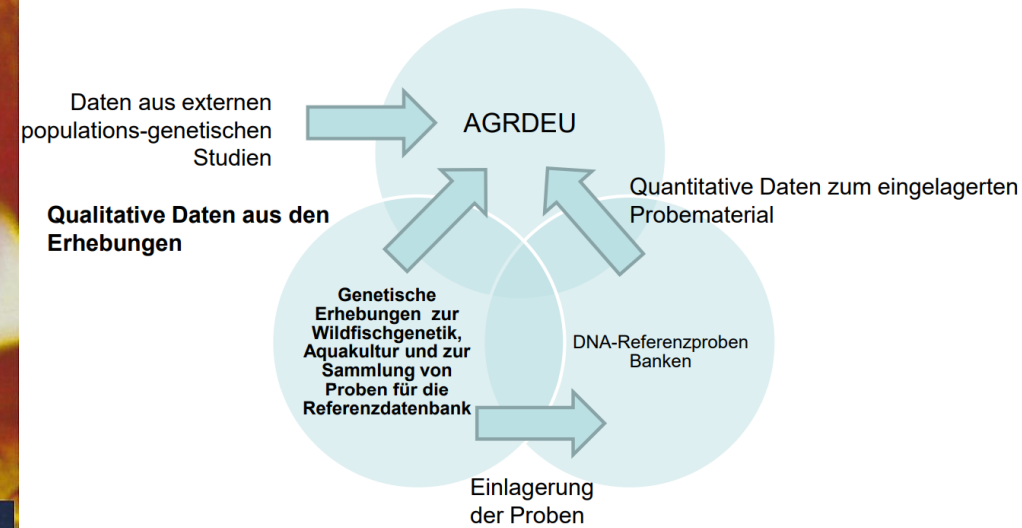 Daten aus externen
populations-genetischen
Studien
AGRDEU
Qualitative Daten aus den
Erhebungen
Quantitative Daten zum eingelagerten
Probematerial
Genetische
Erhebungen zur
Wildfischgenetik,
Aquakultur und zur
Sammlung von
Proben für die
Referenzdatenbank
DNA-Referenzproben
Banken
Einlagerung
der Proben